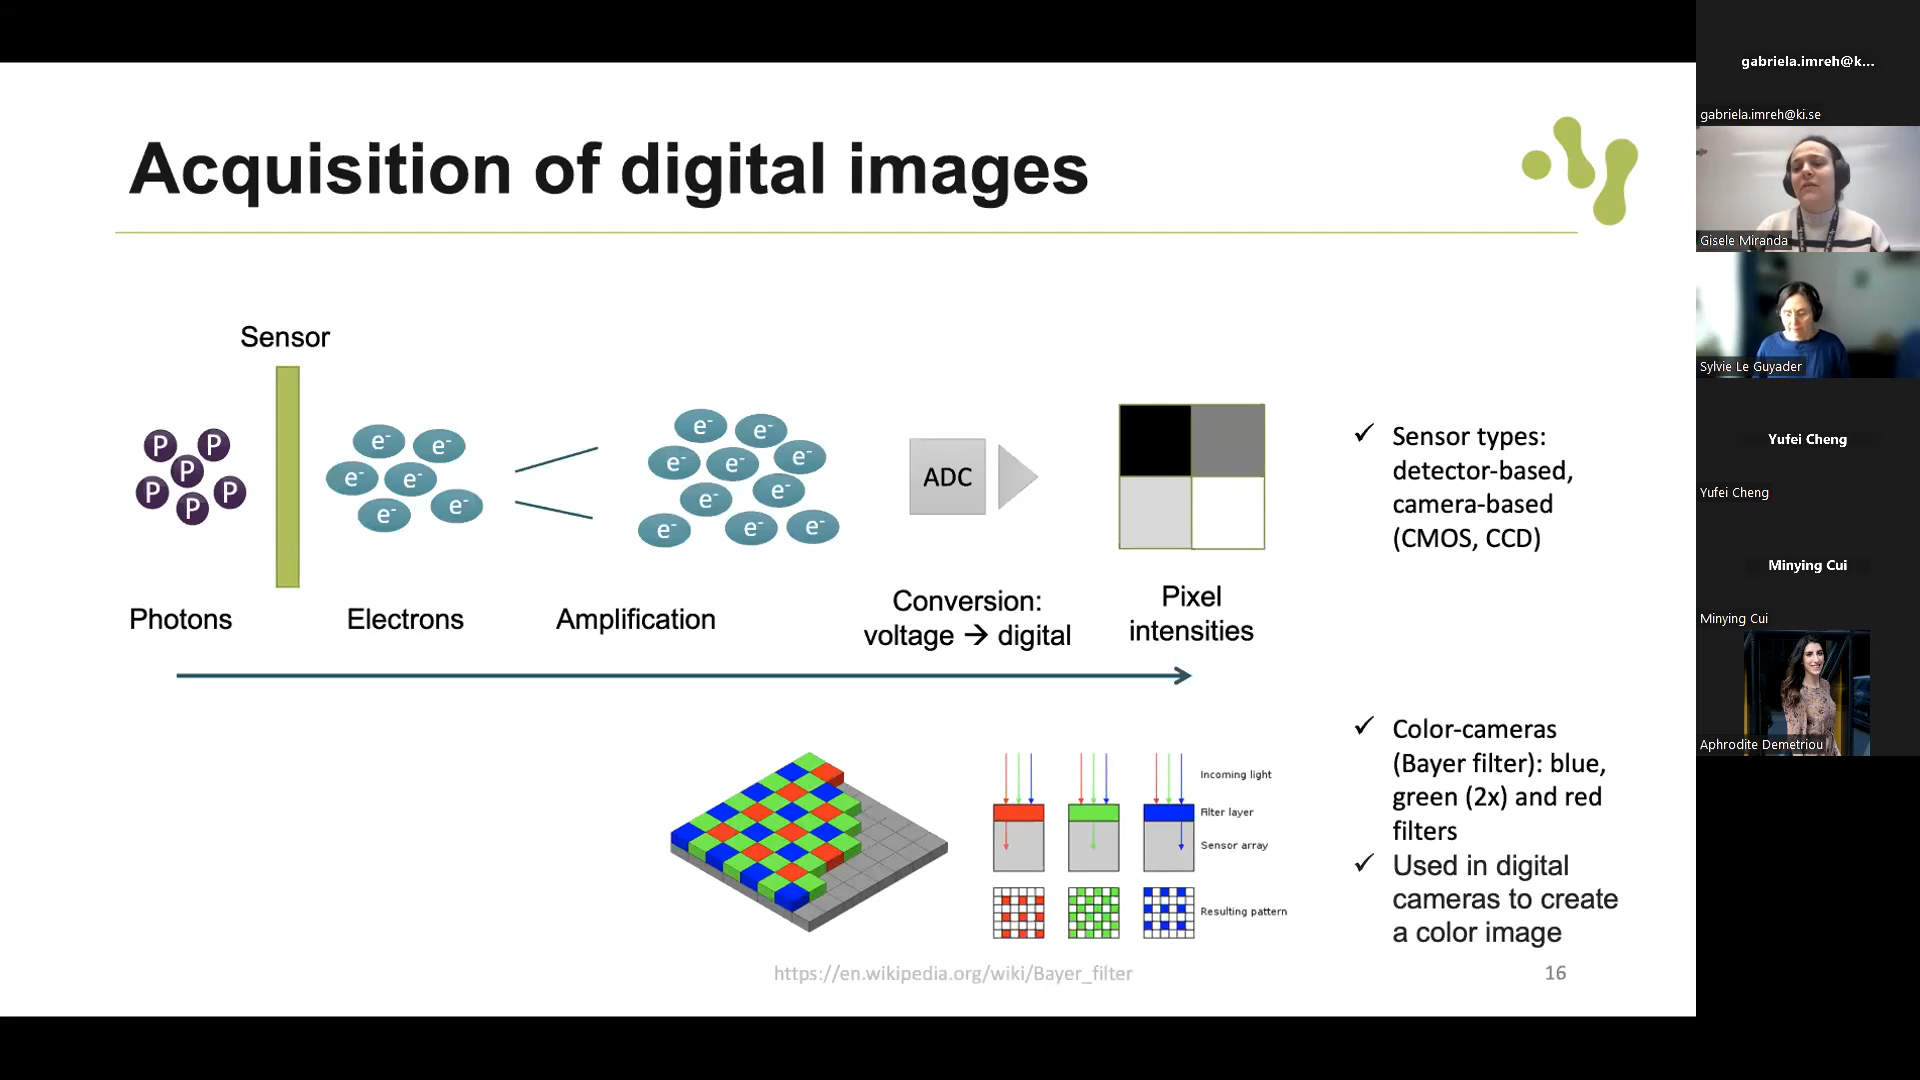 Acquisition of digital images
Sensor
P P P P P P
e⁻ e⁻ e⁻ e⁻ e⁻ e⁻
e⁻ e⁻ e⁻ e⁻ e⁻ e⁻ e⁻ e⁻ e⁻ e⁻
ADC
Photons
Electrons
Amplification
Conversion:
voltage → digital
Pixel
intensities
✓ Sensor types:
detector-based,
camera-based
(CMOS, CCD)
Incoming light
Filter layer
Sensor array
Resulting pattern
✓ Color-cameras
(Bayer filter): blue,
green (2x) and red
filters
✓ Used in digital
cameras to create
a color image
https://en.wikipedia.org/wiki/Bayer_filter
16
gabriela.imreh@k...
gabriela.imreh@ki.se
Gisele Miranda
Sylvie Le Guyader
Yufei Cheng
Yufei Cheng
Minying Cui
Minying Cui
Aphrodite Demetriou